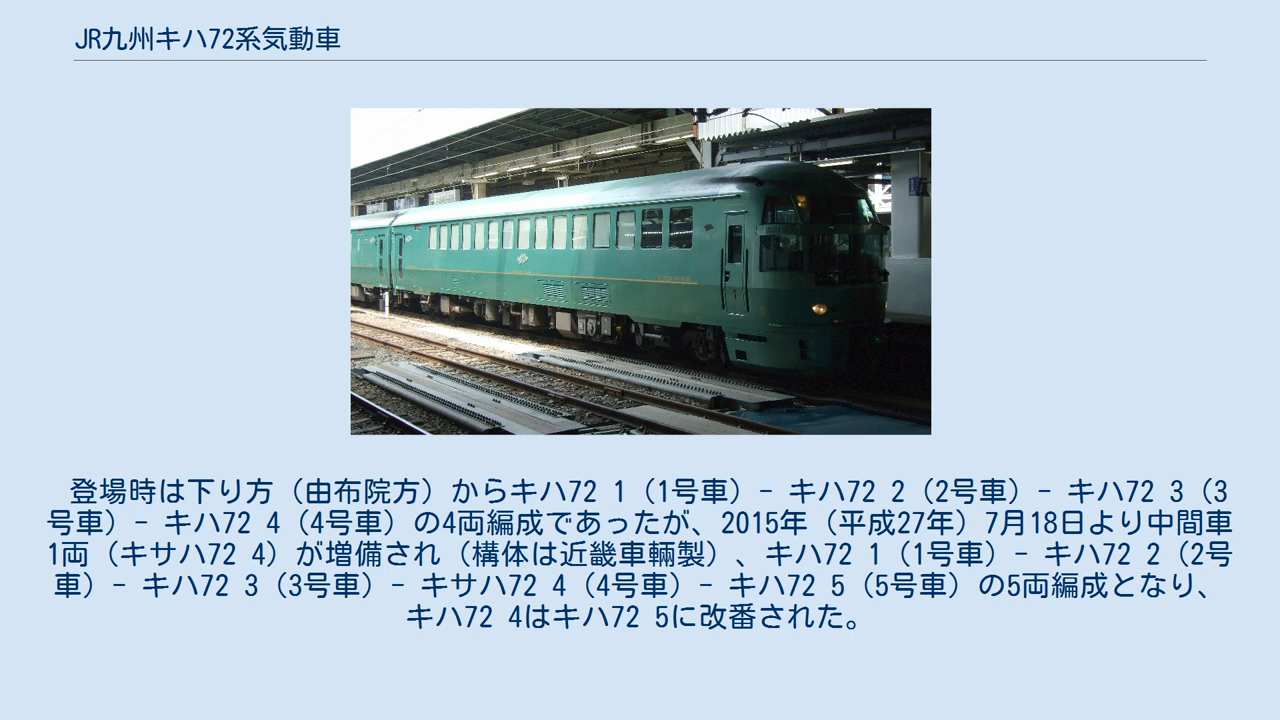 JR九州キハ72系気動車
登場時は下り方（由布院方）からキハ72 1（1号車）- キハ72 2（2号車）- キハ72 3（3
号車）- キハ72 4（4号車）の4両編成であったが、2015年（平成27年）7月18日より中間車
1両（キサハ72 4）が増備され（構体は近畿車輛製）、キハ72 1（1号車）- キハ72 2（2号
車）- キハ72 3（3号車）- キサハ72 4（4号車）- キハ72 5（5号車）の5両編成となり、
キハ72 4はキハ72 5に改番された。